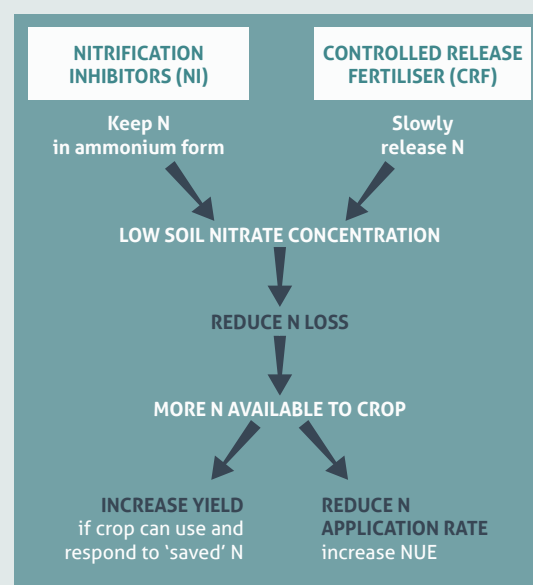 NITRIFICATION
INHIBITORS (NI)
CONTROLLED RELEASE
FERTILISER (CRF)
Keep N
in ammonium form
Slowly
release N
LOW SOIL NITRATE CONCENTRATION
REDUCE N LOSS
MORE N AVAILABLE TO CROP
INCREASE YIELD
if crop can use and
respond to ‘saved’ N
REDUCE N
APPLICATION RATE
increase NUE